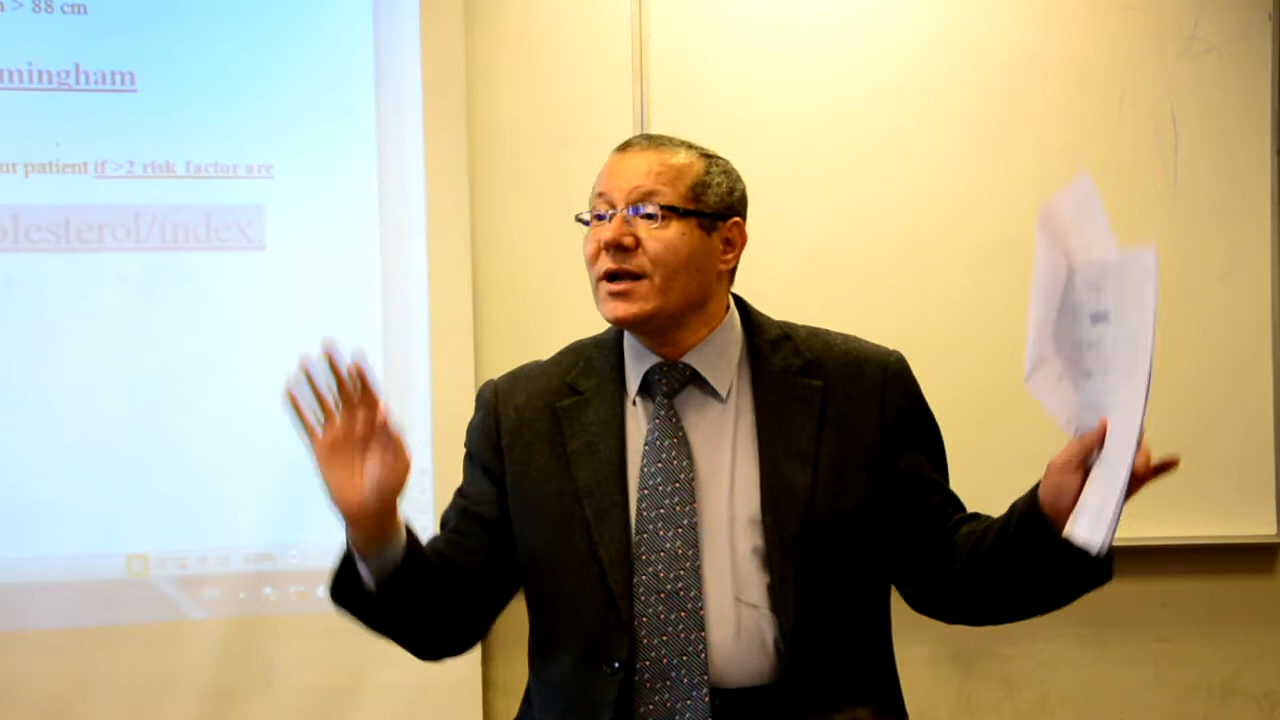 > 88 cm
mingham
ur patient if >2 risk factor are
olesterol/index